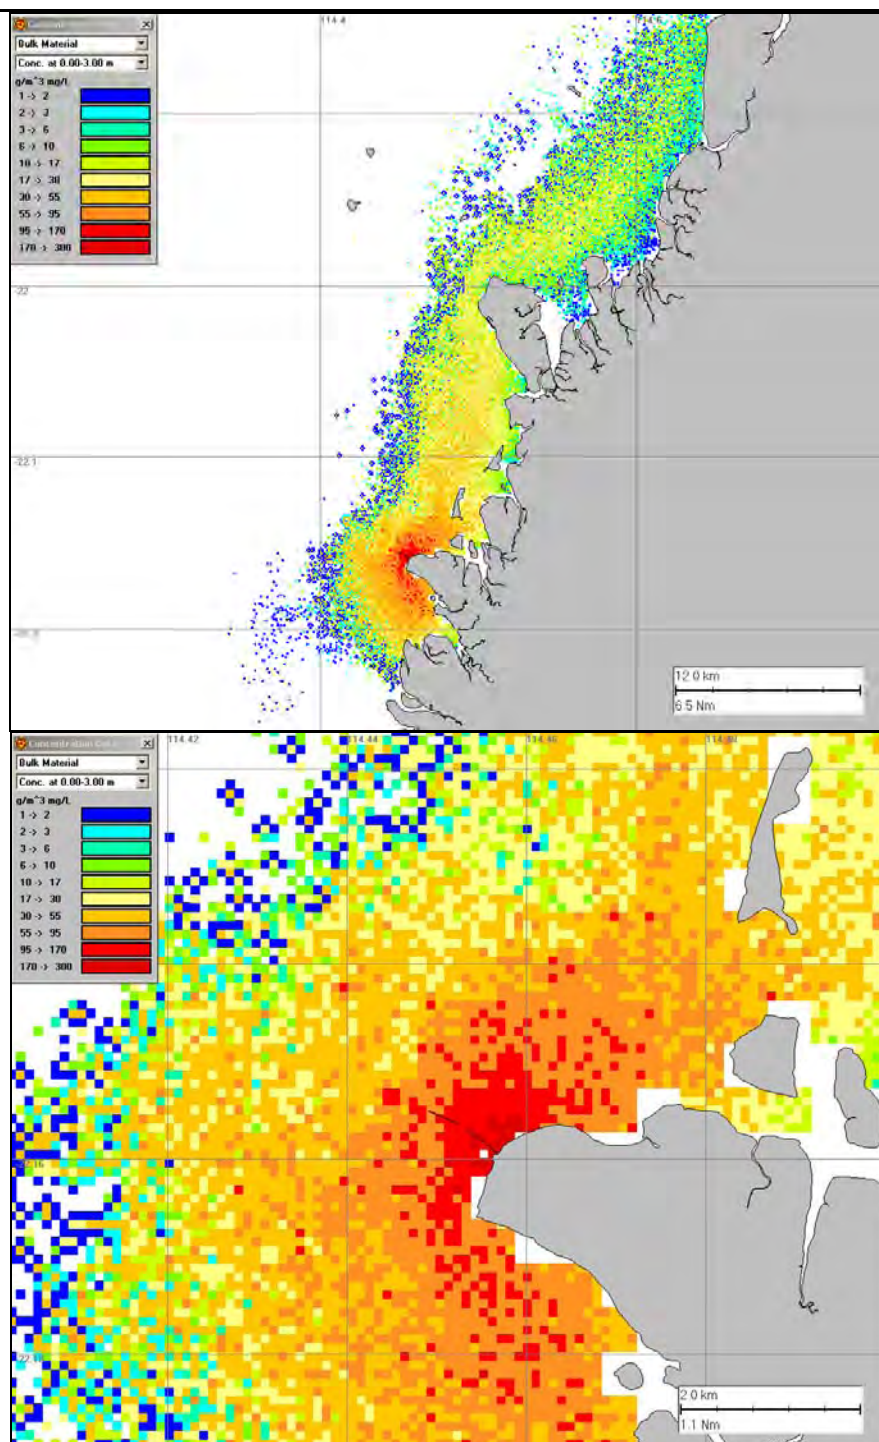 114.4
114.6
Bulk Material
Conc. at 0.00-3.00 m
g/m^3 mg/L
1 -> 2
2 -> 3
3 -> 6
6 -> 10
10 -> 17
17 -> 30
30 -> 55
55 -> 95
95 -> 170
170 -> 300
-22
-22.1
12.0 km
6.5 Nm
114.42
114.44
114.46
Concentration
Bulk Material
Conc. at 0.00-3.00 m
g/m^3 mg/L
1 -> 2
2 -> 3
3 -> 6
6 -> 10
10 -> 17
17 -> 30
30 -> 55
55 -> 95
95 -> 170
170 -> 300
-22.16
2.0 km
1.1 Nm